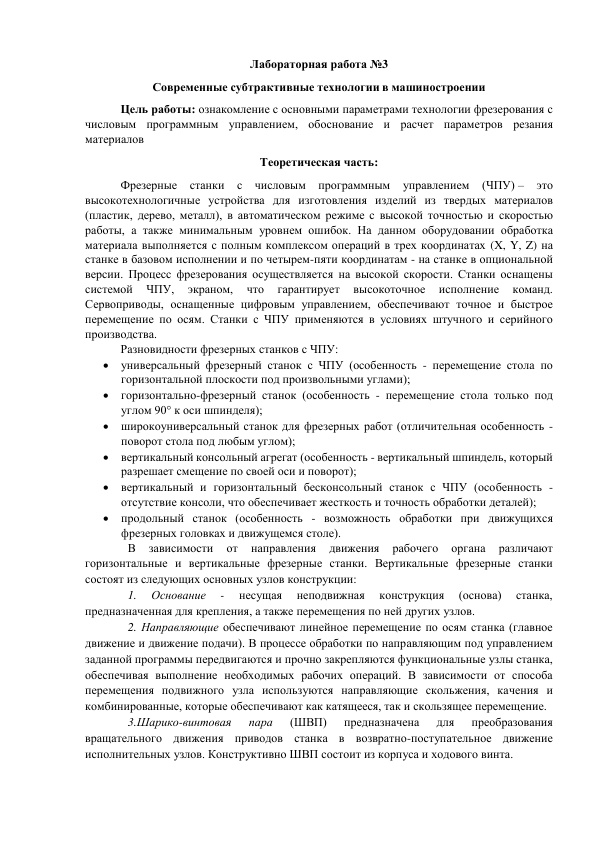 Лабораторная работа №3
Современные субтрактивные технологии в машиностроении
Цель работы: ознакомление с основными параметрами технологии фрезерования с
числовым программным управлением, обоснование и расчет параметров резания
материалов
Теоретическая часть:
Фрезерные станки с числовым программным управлением (ЧПУ) – это
высокотехнологичные устройства для изготовления изделий из твердых материалов
(пластик, дерево, металл), в автоматическом режиме с высокой точностью и скоростью
работы, а также минимальным уровнем ошибок. На данном оборудовании обработка
материала выполняется с полным комплексом операций в трех координатах (X, Y, Z) на
станке в базовом исполнении и по четырем-пяти координатам - на станке в опциональной
версии. Процесс фрезерования осуществляется на высокой скорости. Станки оснащены
системой ЧПУ, экраном, что гарантирует высокоточное исполнение команд.
Сервоприводы, оснащенные цифровым управлением, обеспечивают точное и быстрое
перемещение по осям. Станки с ЧПУ применяются в условиях штучного и серийного
производства.
Разновидности фрезерных станков с ЧПУ:
• универсальный фрезерный станок с ЧПУ (особенность - перемещение стола по
горизонтальной плоскости под произвольными углами);
• горизонтально-фрезерный станок (особенность - перемещение стола только под
углом 90° к оси шпинделя);
• широкоуниверсальный станок для фрезерных работ (отличительная особенность -
поворот стола под любым углом);
• вертикальный консольный агрегат (особенность - вертикальный шпиндель, который
разрешает смещение по своей оси и поворот);
• вертикальный и горизонтальный бесконсольный станок с ЧПУ (особенность -
отсутствие консоли, что обеспечивает жесткость и точность обработки деталей);
• продольный станок (особенность - возможность обработки при движущихся
фрезерных головках и движущемся столе).
В зависимости от направления движения рабочего органа различают
горизонтальные и вертикальные фрезерные станки. Вертикальные фрезерные станки
состоят из следующих основных узлов конструкции:
1. Основание - несущая неподвижная конструкция (основа) станка,
предназначенная для крепления, а также перемещения по ней других узлов.
2. Направляющие обеспечивают линейное перемещение по осям станка (главное
движение и движение подачи). В процессе обработки по направляющим под управлением
заданной программы передвигаются и прочно закрепляются функциональные узлы станка,
обеспечивая выполнение необходимых рабочих операций. В зависимости от способа
перемещения подвижного узла используются направляющие скольжения, качения и
комбинированные, которые обеспечивают как катящееся, так и скользящее перемещение.
3.Шарико-винтовая пара (ШВП) предназначена для преобразования
вращательного движения приводов станка в возвратно-поступательное движение
исполнительных узлов. Конструктивно ШВП состоит из корпуса и ходового винта.